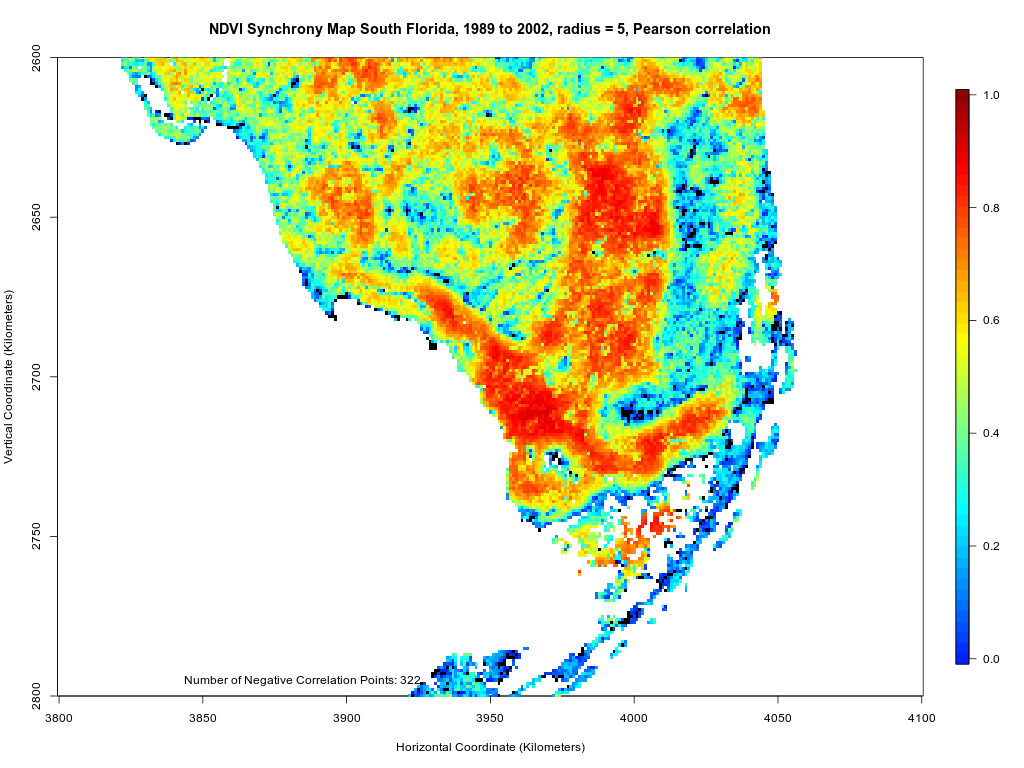 NDVI Synchrony Map South Florida, 1989 to 2002, radius = 5, Pearson correlation
2600
2650
2700
2750
2800
Vertical Coordinate (Kilometers)
1.0
0.8
0.6
0.4
0.2
0.0
Number of Negative Correlation Points: 322
3800 3850 3900 3950 4000 4050 4100
Horizontal Coordinate (Kilometers)